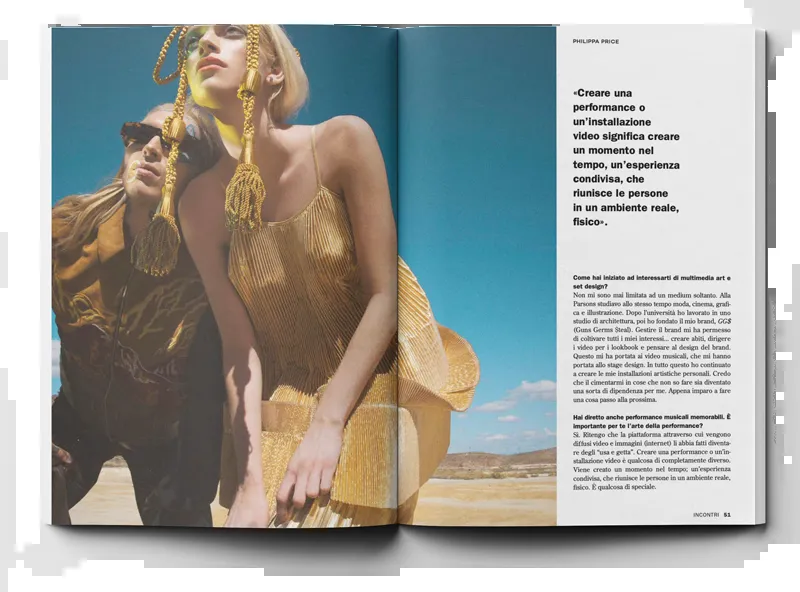 PHILIPPA PRICE
«Creare una
performance o
un'installazione
video significa creare
un momento nel
tempo, un'esperienza
condivisa, che
riunisce le persone
in un ambiente reale,
fisico».
Come hai iniziato ad interessarti di multimedia art e
set design?
Non mi sono mai limitata ad un medium soltanto. Alla
Parsons studiavo allo stesso tempo moda, cinema, grafi-
ca e illustrazione. Dopo l'università ho lavorato in uno
studio di architettura, poi ho fondato il mio brand, GG$
(Guns Germs $teal). Gestire il brand mi ha permesso
di coltivare tutti i miei interessi... creare abiti, dirigere
i video per i lookbook e pensare al design del brand.
Questo mi ha portata ai video musicali, che mi hanno
portata allo stage design. In tutto questo ho continuato
a creare le mie installazioni artistiche personali. Credo
che il cimentarmi in cose che non so fare sia diventato
una sorta di dipendenza per me. Appena imparo a fare
una cosa passo alla prossima.
Hai diretto anche performance musicali memorabili. È
importante per te l'arte della performance?
Sì. Ritengo che la piattaforma attraverso cui vengono
diffusi video e immagini (internet) li abbia fatti diventa-
re degli "usa e getta". Creare una performance o un'in-
stallazione video è qualcosa di completamente diverso.
Viene creato un momento nel tempo; un'esperienza
condivisa, che riunisce le persone in un ambiente reale,
fisico. È qualcosa di speciale.
INCONTRI 51